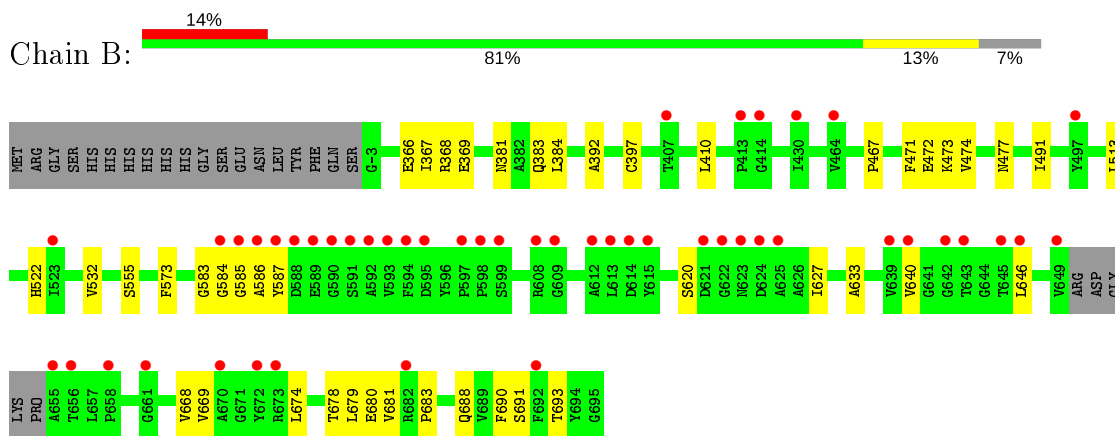 14%
Chain B:
81% 13% 7%
MET ARG GLY SER HIS HIS HIS HIS HIS HIS GLY SER GLU ASN LEU TYR PHE GLN SER G-3 E366 I367 R368 E369 N381 A382 Q383 L384 A392 C397 T407 L410 P413 G414 I430 V464 P467 F471 E472 K473 V474 N477 I491 Y497 L513
H522 I523 V532 S555 F573 G583 G584 G585 A586 Y587 D588 E589 G590 S591 A592 V593 F594 D595 Y596 P597 P598 S599 R608 G609 A612 L613 D614 Y615 S620 D621 G622 N623 D624 A625 A626 I627 A633 V639 V640 G641 G642 T643 G644 T645 L646 V649 ARG ASP GLY
LYS PRO A655 T656 L657 P658 G661 V668 V669 A670 G671 Y672 R673 L674 T678 L679 E680 V681 R682 P683 Q688 V689 F690 S691 F692 T693 Y694 G695